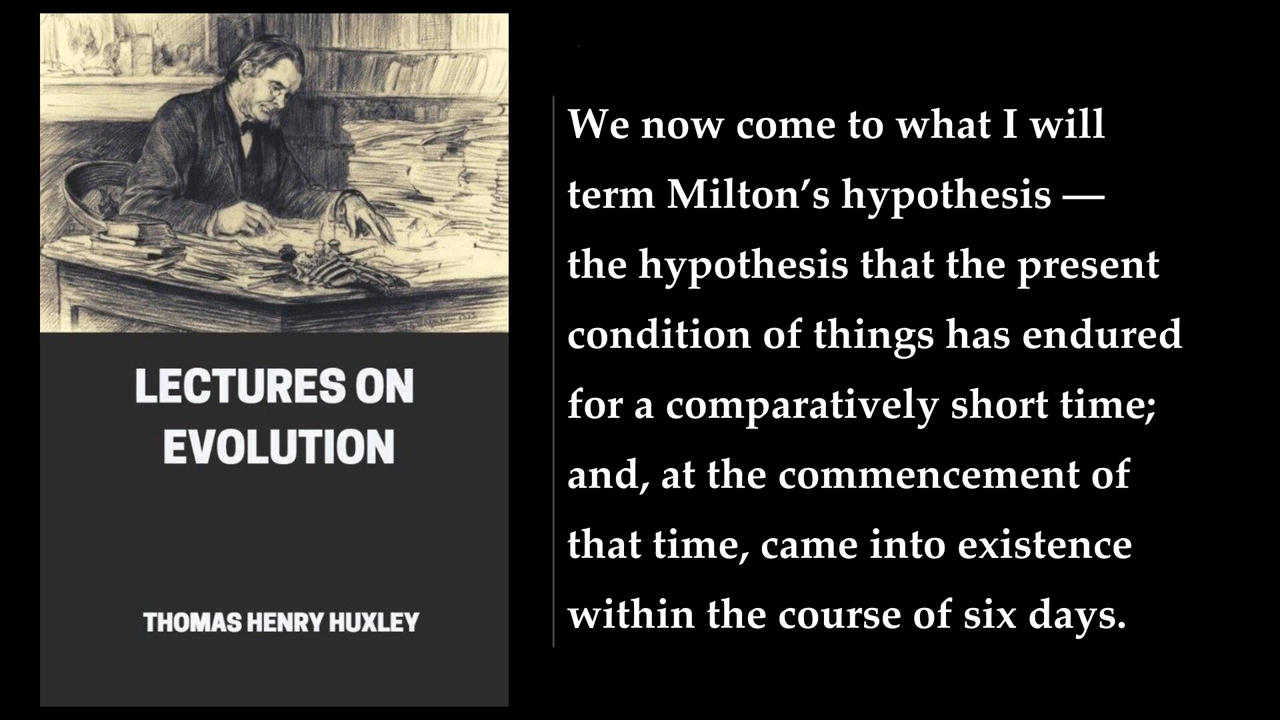 LECTURES ON
EVOLUTION
THOMAS HENRY HUXLEY
We now come to what I will
term Milton’s hypothesis —
the hypothesis that the present
condition of things has endured
for a comparatively short time;
and, at the commencement of
that time, came into existence
within the course of six days.